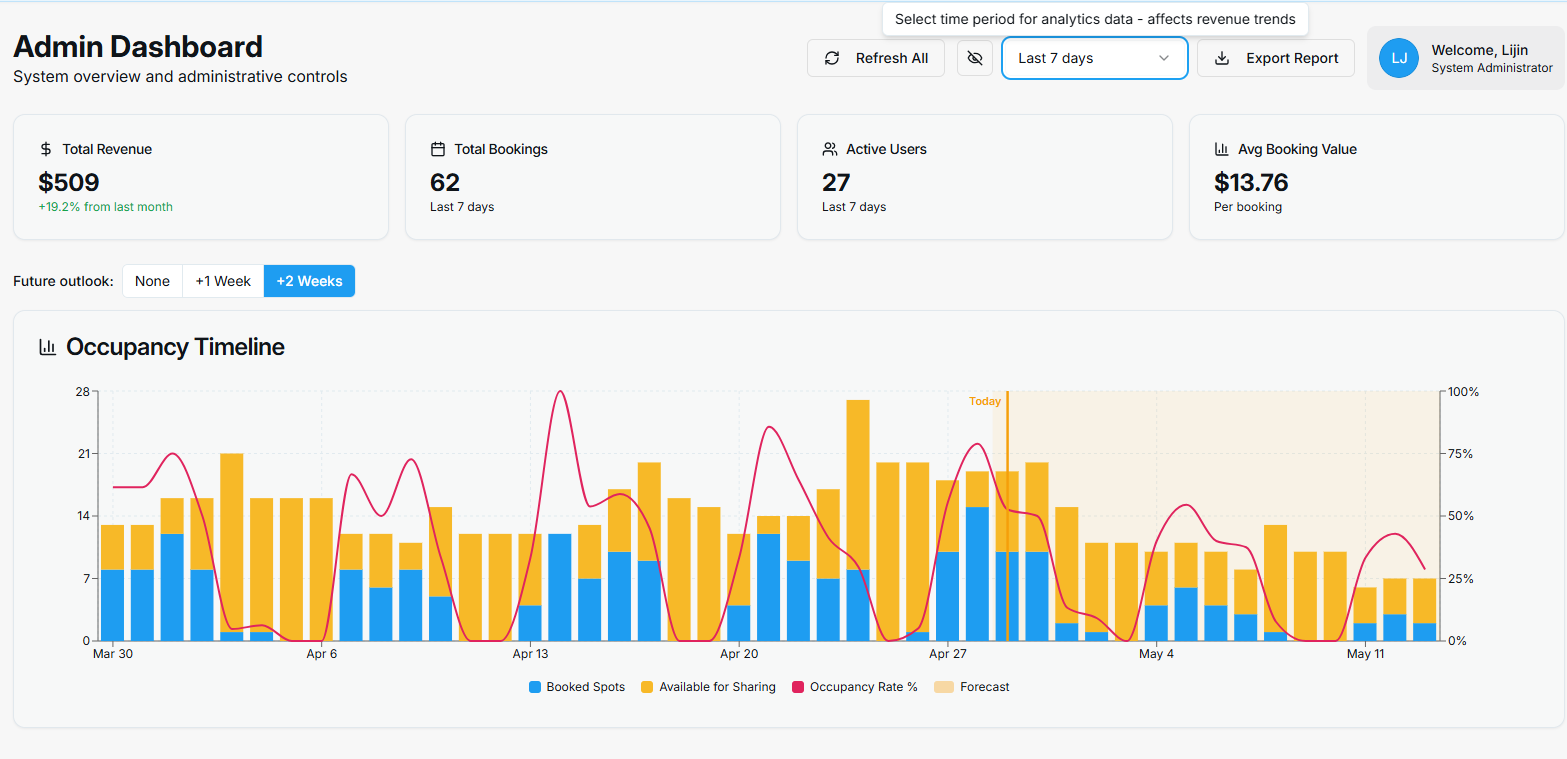 Select time period for analytics data - affects revenue trends
Admin Dashboard
System overview and administrative controls
Refresh All
Last 7 days
Export Report
LJ
Welcome, Lijin
System Administrator
Total Revenue
$509
+19.2% from last month
Total Bookings
62
Last 7 days
Active Users
27
Last 7 days
Avg Booking Value
$13.76
Per booking
Future outlook: None +1 Week +2 Weeks
Occupancy Timeline
28
21
14
7
0
Today
100%
75%
50%
25%
0%
Mar 30 Apr 6 Apr 13 Apr 20 Apr 27 May 4 May 11
Booked Spots Available for Sharing Occupancy Rate % Forecast